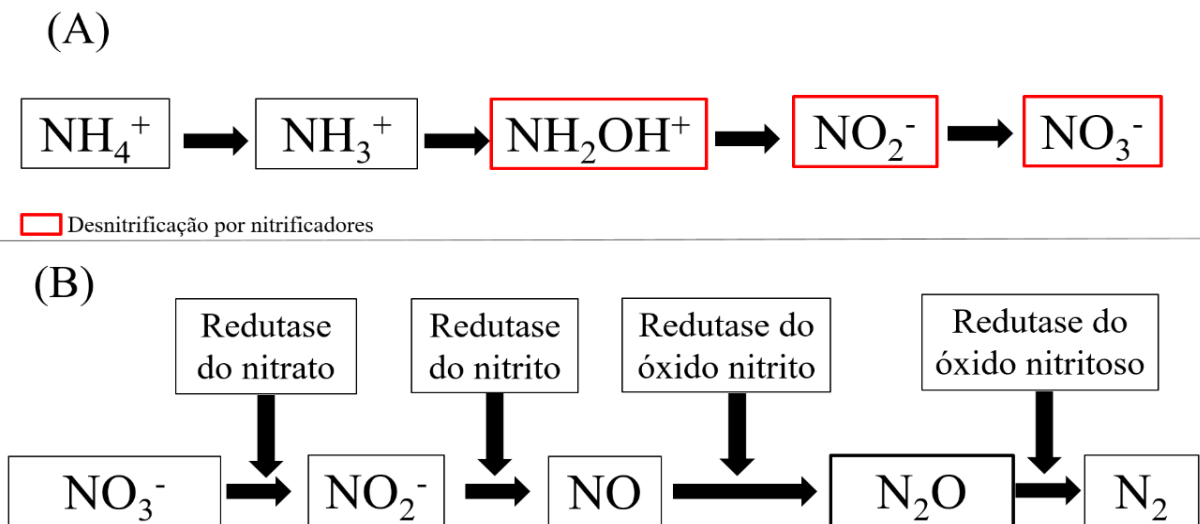 (A)
NH₄⁺ NH₃⁺ NH₂OH⁺ NO₂⁻ NO₃⁻
Desnitrificação por nitrificadores
(B)
Redutase do nitrato
Redutase do nitrito
Redutase do óxido nitrito
Redutase do óxido nitritoso
NO₃⁻ NO₂⁻ NO N₂O N₂